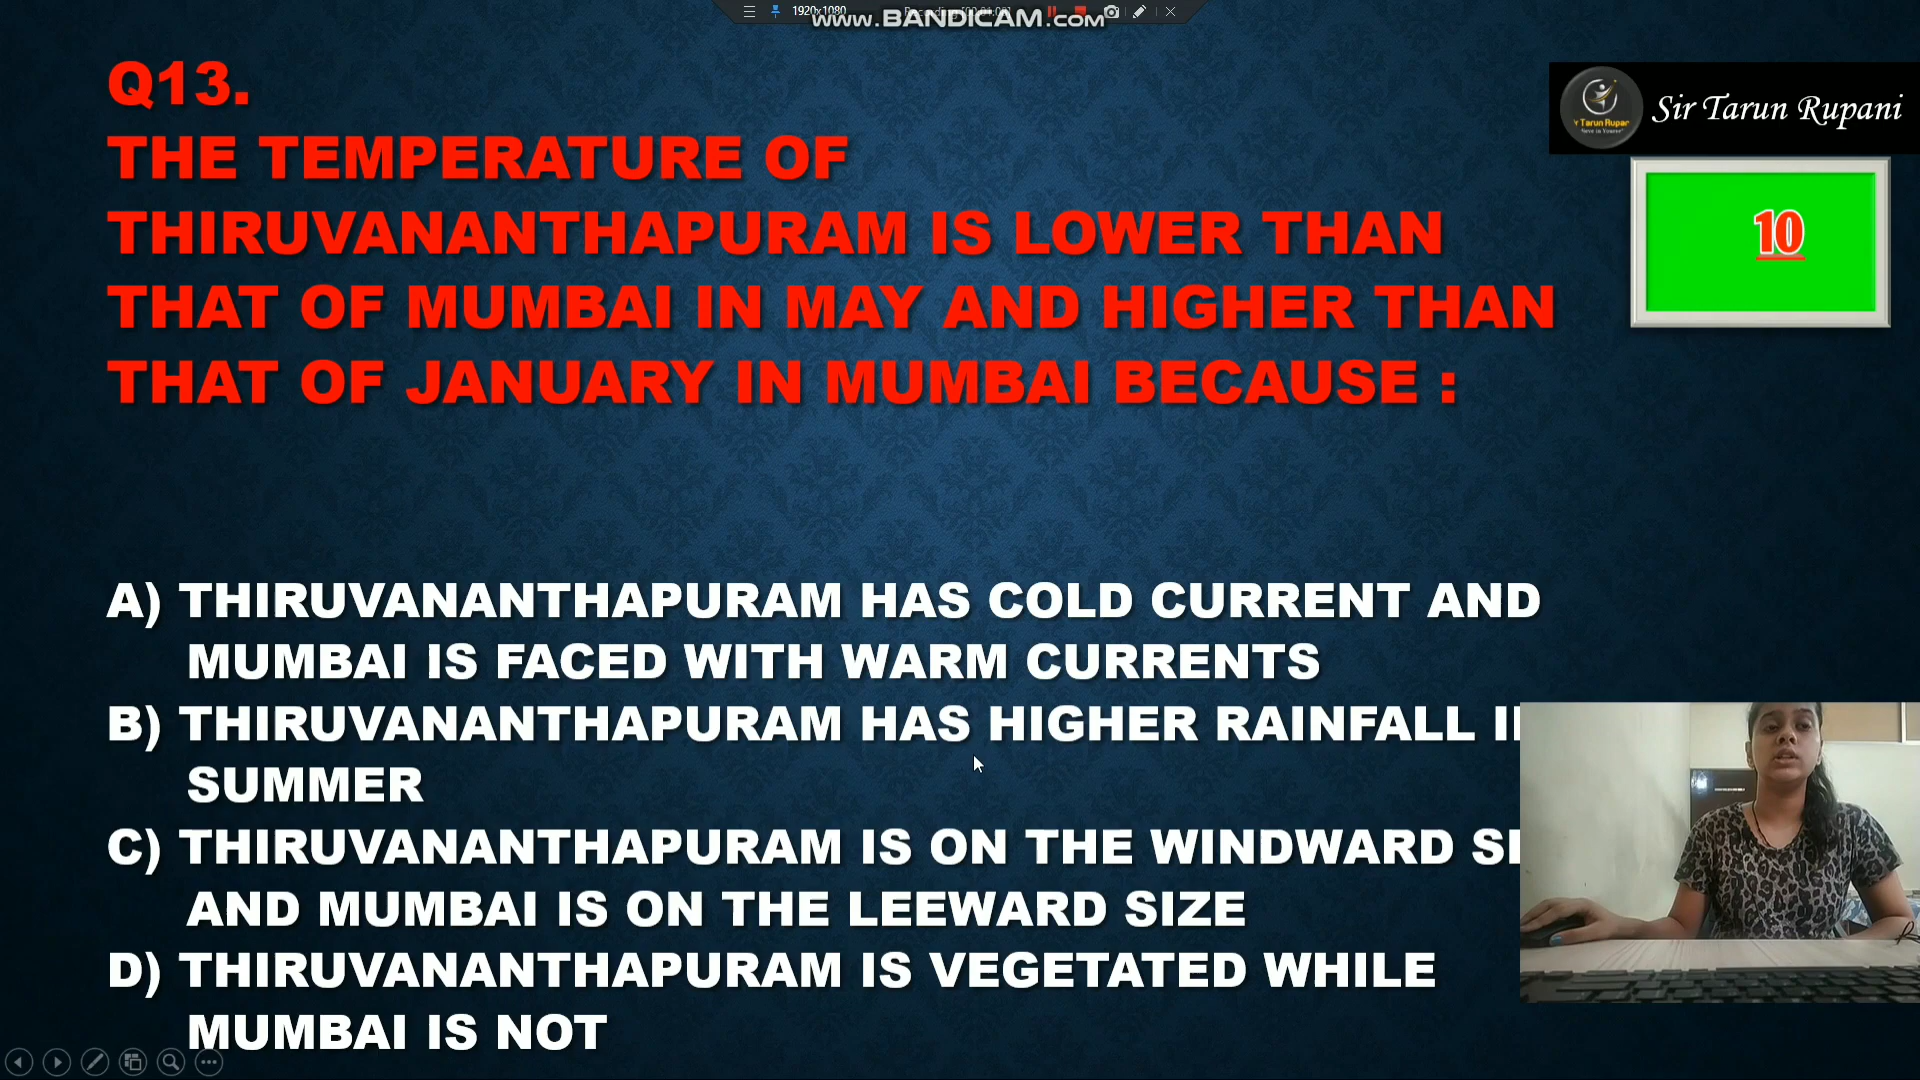 1920x1080
WWW.BANDICAM.COM
Q13.
THE TEMPERATURE OF
THIRUVANANTHAPURAM IS LOWER THAN
THAT OF MUMBAI IN MAY AND HIGHER THAN
THAT OF JANUARY IN MUMBAI BECAUSE :
Sir Tarun Rupani
10
A) THIRUVANANTHAPURAM HAS COLD CURRENT AND
MUMBAI IS FACED WITH WARM CURRENTS
B) THIRUVANANTHAPURAM HAS HIGHER RAINFALL
SUMMER
C) THIRUVANANTHAPURAM IS ON THE WINDWARD
AND MUMBAI IS ON THE LEEWARD SIZE
D) THIRUVANANTHAPURAM IS VEGETATED WHILE
MUMBAI IS NOT